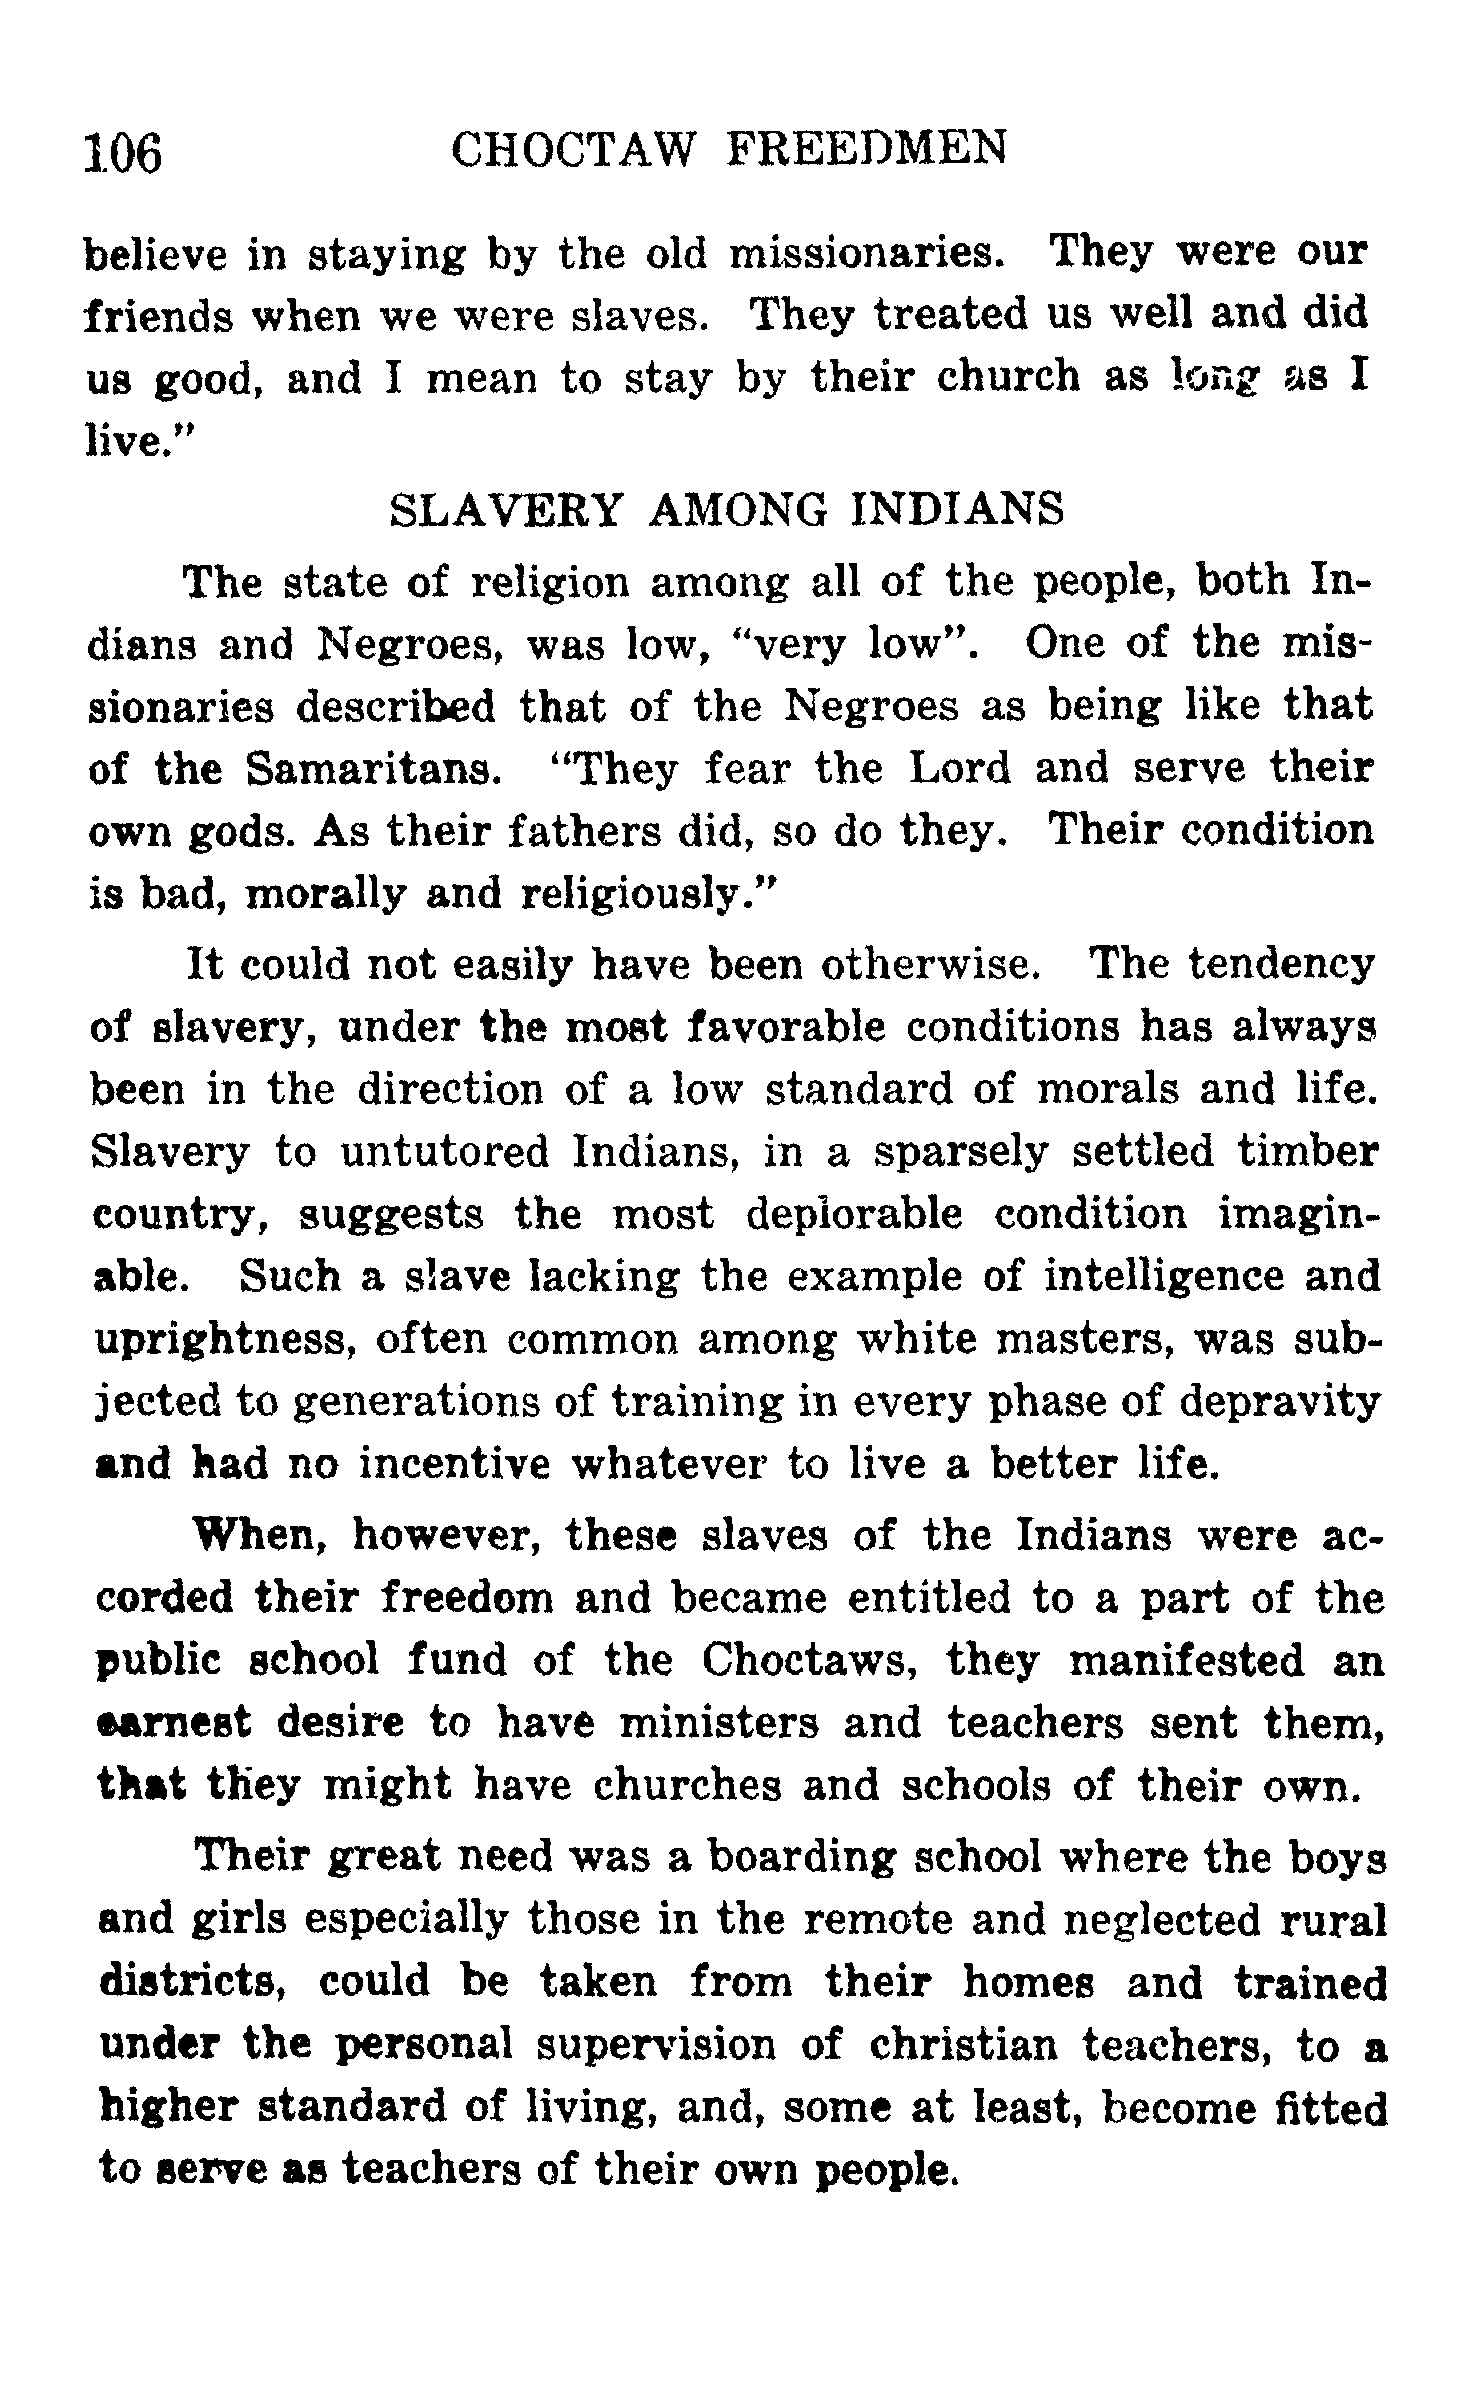 106 CHOCTAW FREEDMEN
believe in staying by the old missionaries. They were our
friends when we were slaves. They treated us well and did
us good, and I mean to stay by their church as long as I
live."
SLAVERY AMONG INDIANS
The state of religion among all of the people, both In-
dians and Negroes, was low, "very low". One of the mis-
sionaries described that of the Negroes as being like that
of the Samaritans. "They fear the Lord and serve their
own gods. As their fathers did, so do they. Their condition
is bad, morally and religiously."
It could not easily have been otherwise. The tendency
of slavery, under the most favorable conditions has always
been in the direction of a low standard of morals and life.
Slavery to untutored Indians, in a sparsely settled timber
country, suggests the most deplorable condition imagin-
able. Such a slave lacking the example of intelligence and
uprightness, often common among white masters, was sub-
jected to generations of training in every phase of depravity
and had no incentive whatever to live a better life.
When, however, these slaves of the Indians were ac-
corded their freedom and became entitled to a part of the
public school fund of the Choctaws, they manifested an
earnest desire to have ministers and teachers sent them,
that they might have churches and schools of their own.
Their great need was a boarding school where the boys
and girls especially those in the remote and neglected rural
districts, could be taken from their homes and trained
under the personal supervision of christian teachers, to a
higher standard of living, and, some at least, become fitted
to serve as teachers of their own people.